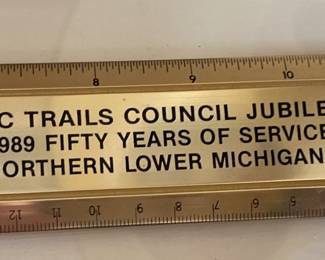 8 9 10
C TRAILS COUNCIL JUBILE
989 FIFTY YEARS OF SERVICE
ORTHERN LOWER MICHIGAN
12 11 10 9 8 7 6 5